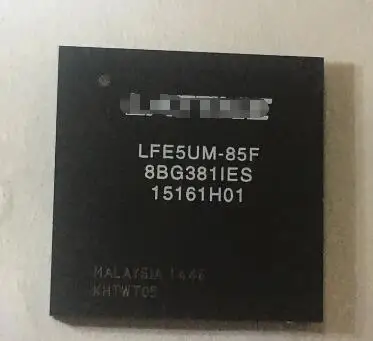 LFE5UM-85F
8BG381IES
15161H01
MALAYSIA
KHTWT05